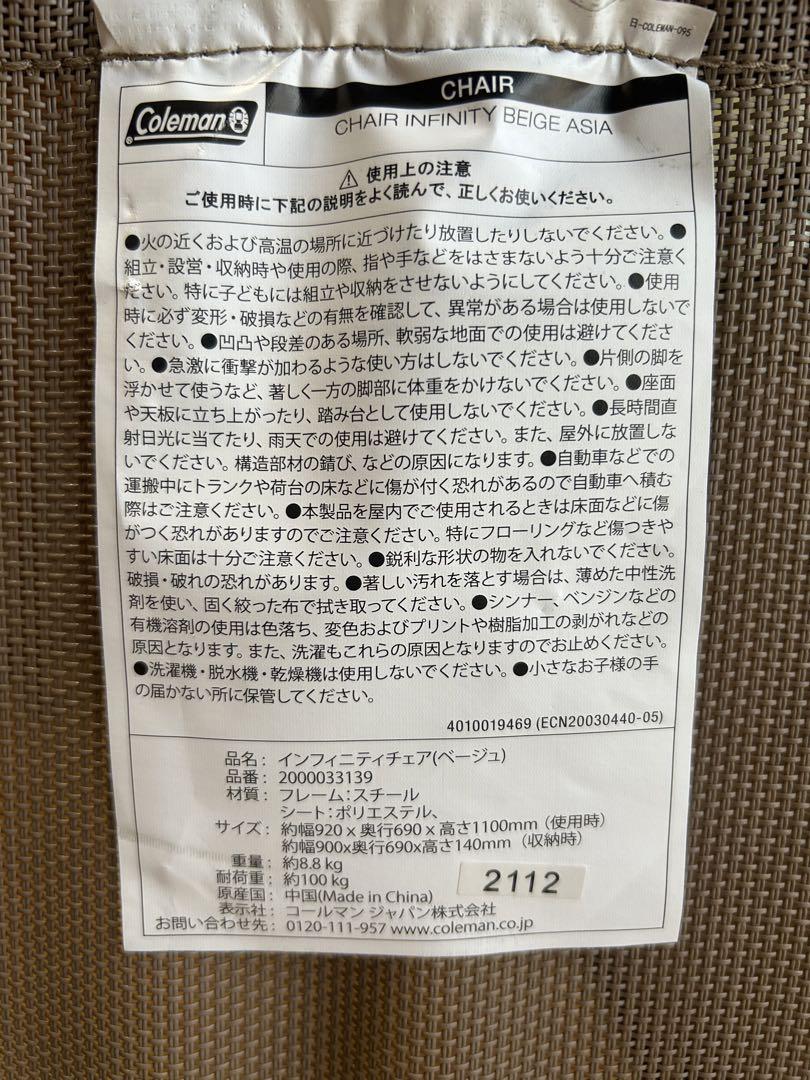 日-COLEMAN-095
Coleman
CHAIR
CHAIR INFINITY BEIGE ASIA
⚠ 使用上の注意
ご使用時に下記の説明をよく読んで、正しくお使いください。
●火の近くおよび高温の場所に近づけたり放置したりしないでください。●
組立・設営・収納時や使用の際、指や手などをはさまないよう十分ご注意く
ださい。特に子どもには組立や収納をさせないようにしてください。●使用
時に必ず変形・破損などの有無を確認して、異常がある場合は使用しないで
ください。●凹凸や段差のある場所、軟弱な地面での使用は避けてくださ
い。●急激に衝撃が加わるような使い方はしないでください。●片側の脚を
浮かせて使うなど、著しく一方の脚部に体重をかけないでください。●座面
や天板に立ち上がったり、踏み台として使用しないでください。●長時間直
射日光に当てたり、雨天での使用は避けてください。また、屋外に放置しな
いでください。構造部材の錆び、などの原因になります。●自動車などでの
運搬中にトランクや荷台の床などに傷が付く恐れがあるので自動車へ積む
際はご注意ください。●本製品を屋内でご使用されるときは床面などに傷
がつく恐れがありますのでご注意ください。特にフローリングなど傷つきや
すい床面は十分ご注意ください。●鋭利な形状の物を入れないでください。
破損・破れの恐れがあります。●著しい汚れを落とす場合は、薄めた中性洗
剤を使い、固く絞った布で拭き取ってください。●シンナー、ベンジンなどの
有機溶剤の使用は色落ち、変色およびプリントや樹脂加工の剥がれなどの
原因となります。また、洗濯もこれらの原因となりますのでお止めください。
●洗濯機・脱水機・乾燥機は使用しないでください。●小さなお子様の手
の届かない所に保管してください。
4010019469 (ECN20030440-05)
品名： インフィニティチェア(ベージュ)
品番： 2000033139
材質： フレーム：スチール
シート：ポリエステル、
サイズ： 約幅920 x 奥行690 x 高さ1100mm（使用時）
約幅900x奥行690x高さ140mm（収納時）
重量： 約8.8 kg
耐荷重： 約100 kg
2112
原産国： 中国(Made in China)
表示社： コールマン ジャパン株式会社
お問い合わせ先： 0120-111-957 www.coleman.co.jp